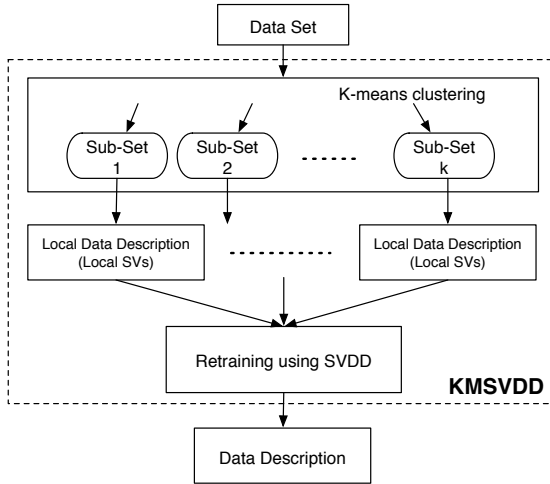 Data Set
K-means clustering
Sub-Set
1
Sub-Set
2
......
Sub-Set
k
Local Data Description
(Local SVs)
..............
Local Data Description
(Local SVs)
Retraining using SVDD
KMSVDD
Data Description